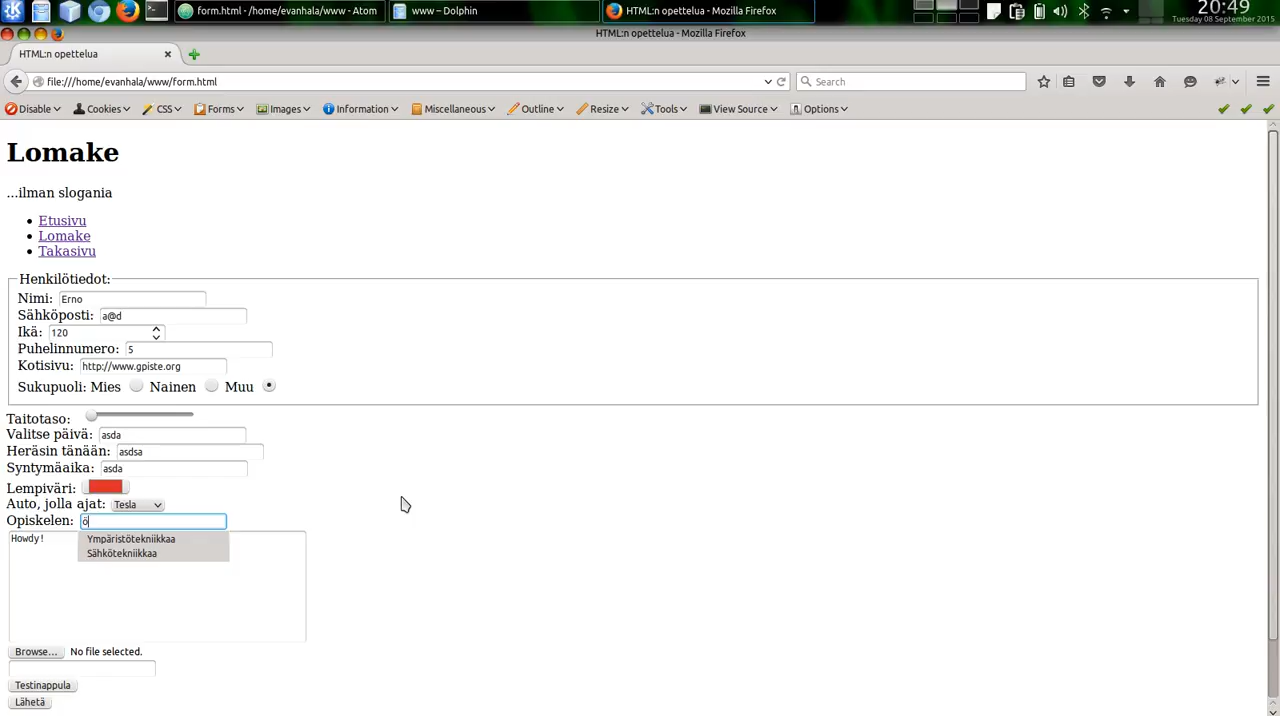 form.html - /home/evanhala/www - Atom
www – Dolphin
HTML:n opettelua - Mozilla Firefox
20:49
Tuesday 08 September 2015
HTML:n opettelua - Mozilla Firefox
HTML:n opettelua
file:///home/evanhala/www/form.html
Search
Disable
Cookies
CSS
Forms
Images
Information
Miscellaneous
Outline
Resize
Tools
View Source
Options
Lomake
...ilman slogania
Etusivu
Lomake
Takasivu
Henkilötiedot:
Nimi: Erno
Sähköposti: a@d
Ikä: 120
Puhelinnumero: 5
Kotisivu: http://www.gpiste.org
Sukupuoli: Mies Nainen Muu
Taitotaso:
Valitse päivä: asda
Heräsin tänään: asdsa
Syntymäaika: asda
Lempiväri:
Auto, jolla ajat: Tesla
Opiskelen: ö
Howdy!
Ympäristötekniikkaa
Sähkötekniikkaa
Browse... No file selected.
Testinappula
Lähetä